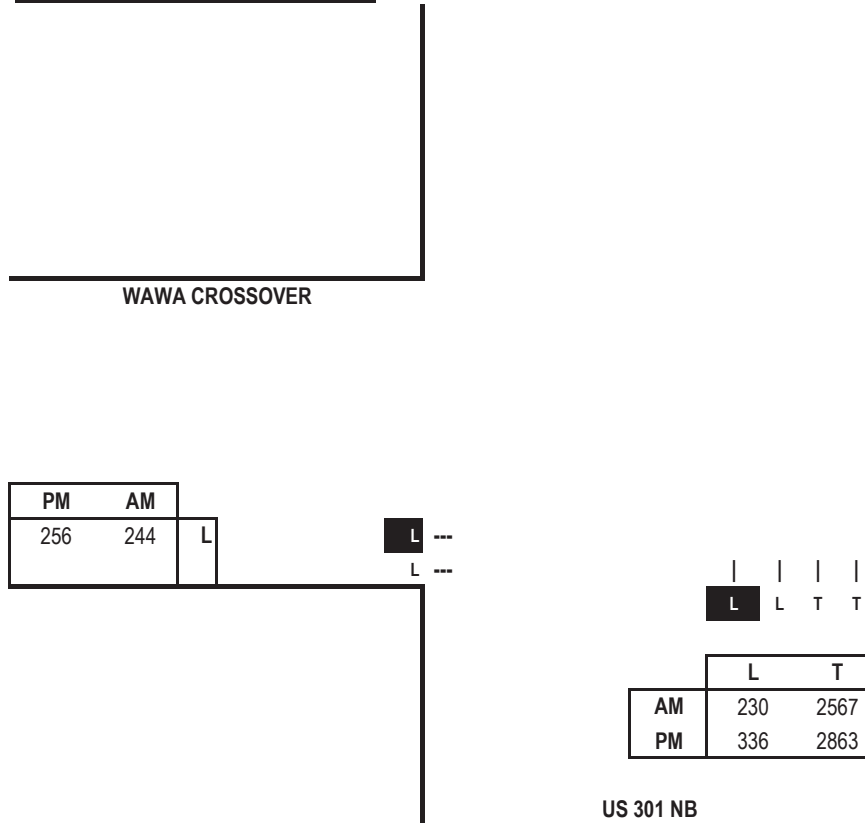 WAWA CROSSOVER
PM AM
256 244 L
L ---
L ---
| | | |
L L T T
L T
AM 230 2567
PM 336 2863
US 301 NB